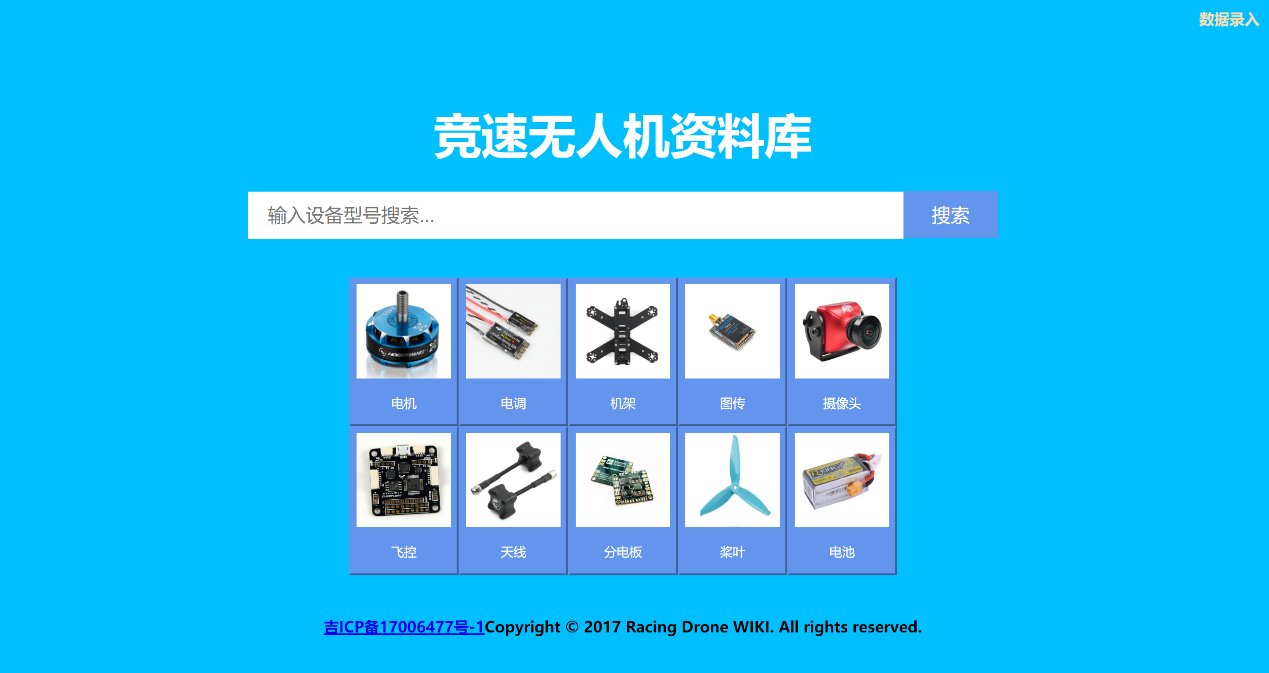 数据录入
竞速无人机资料库
输入设备型号搜索...
搜索
电机
电调
机架
图传
摄像头
飞控
天线
分电板
桨叶
电池
吉ICP备17006477号-1Copyright © 2017 Racing Drone WIKI. All rights reserved.